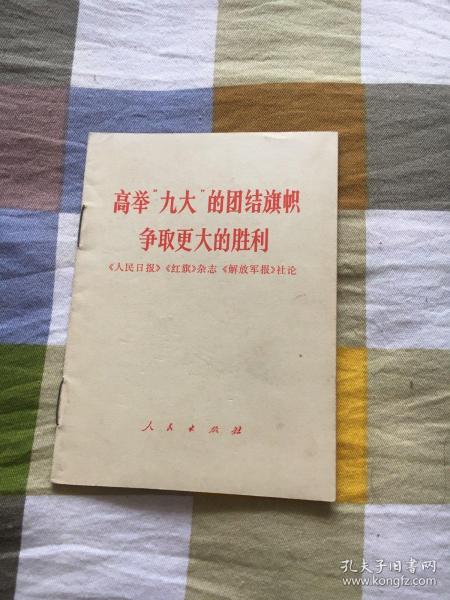 高举“九大”的团结旗帜
争取更大的胜利
《人民日报》《红旗》杂志《解放军报》社论
人民出版社
孔夫子旧书网
www.kongfz.com